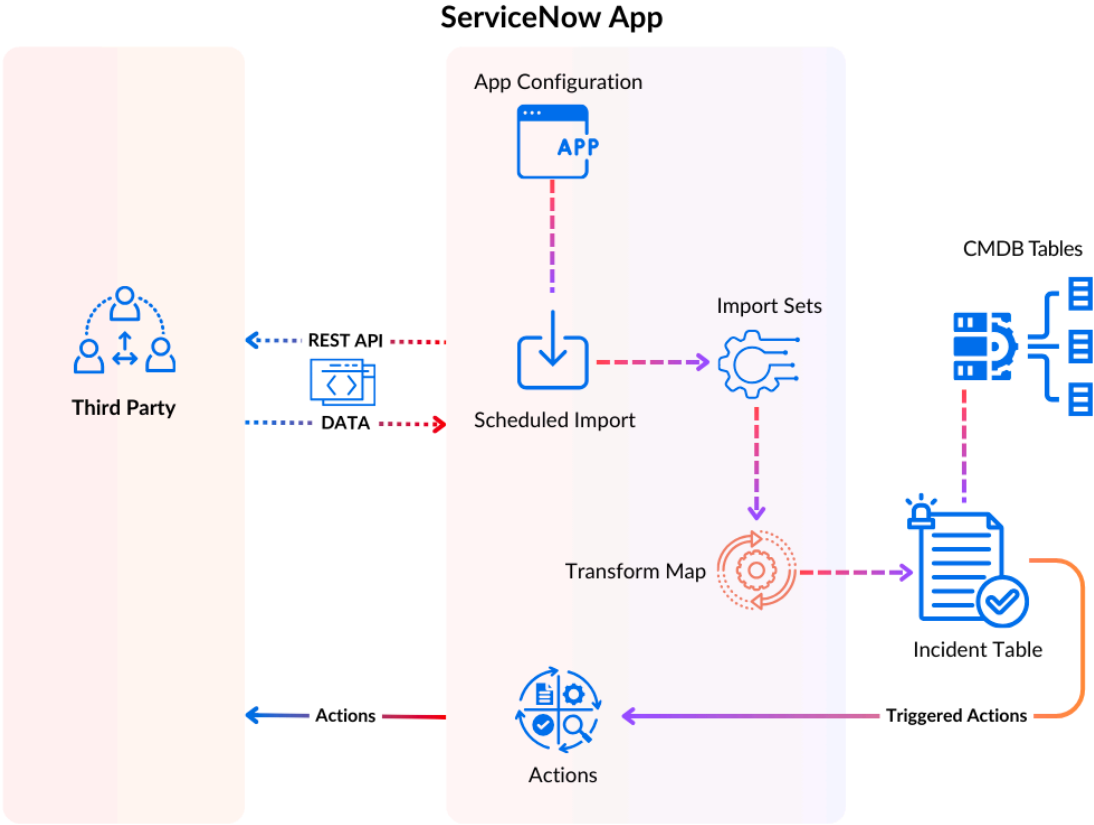 ServiceNow App
App Configuration
APP
CMDB Tables
Import Sets
REST API
Third Party
DATA
Scheduled Import
Transform Map
Incident Table
Actions
Triggered Actions
Actions